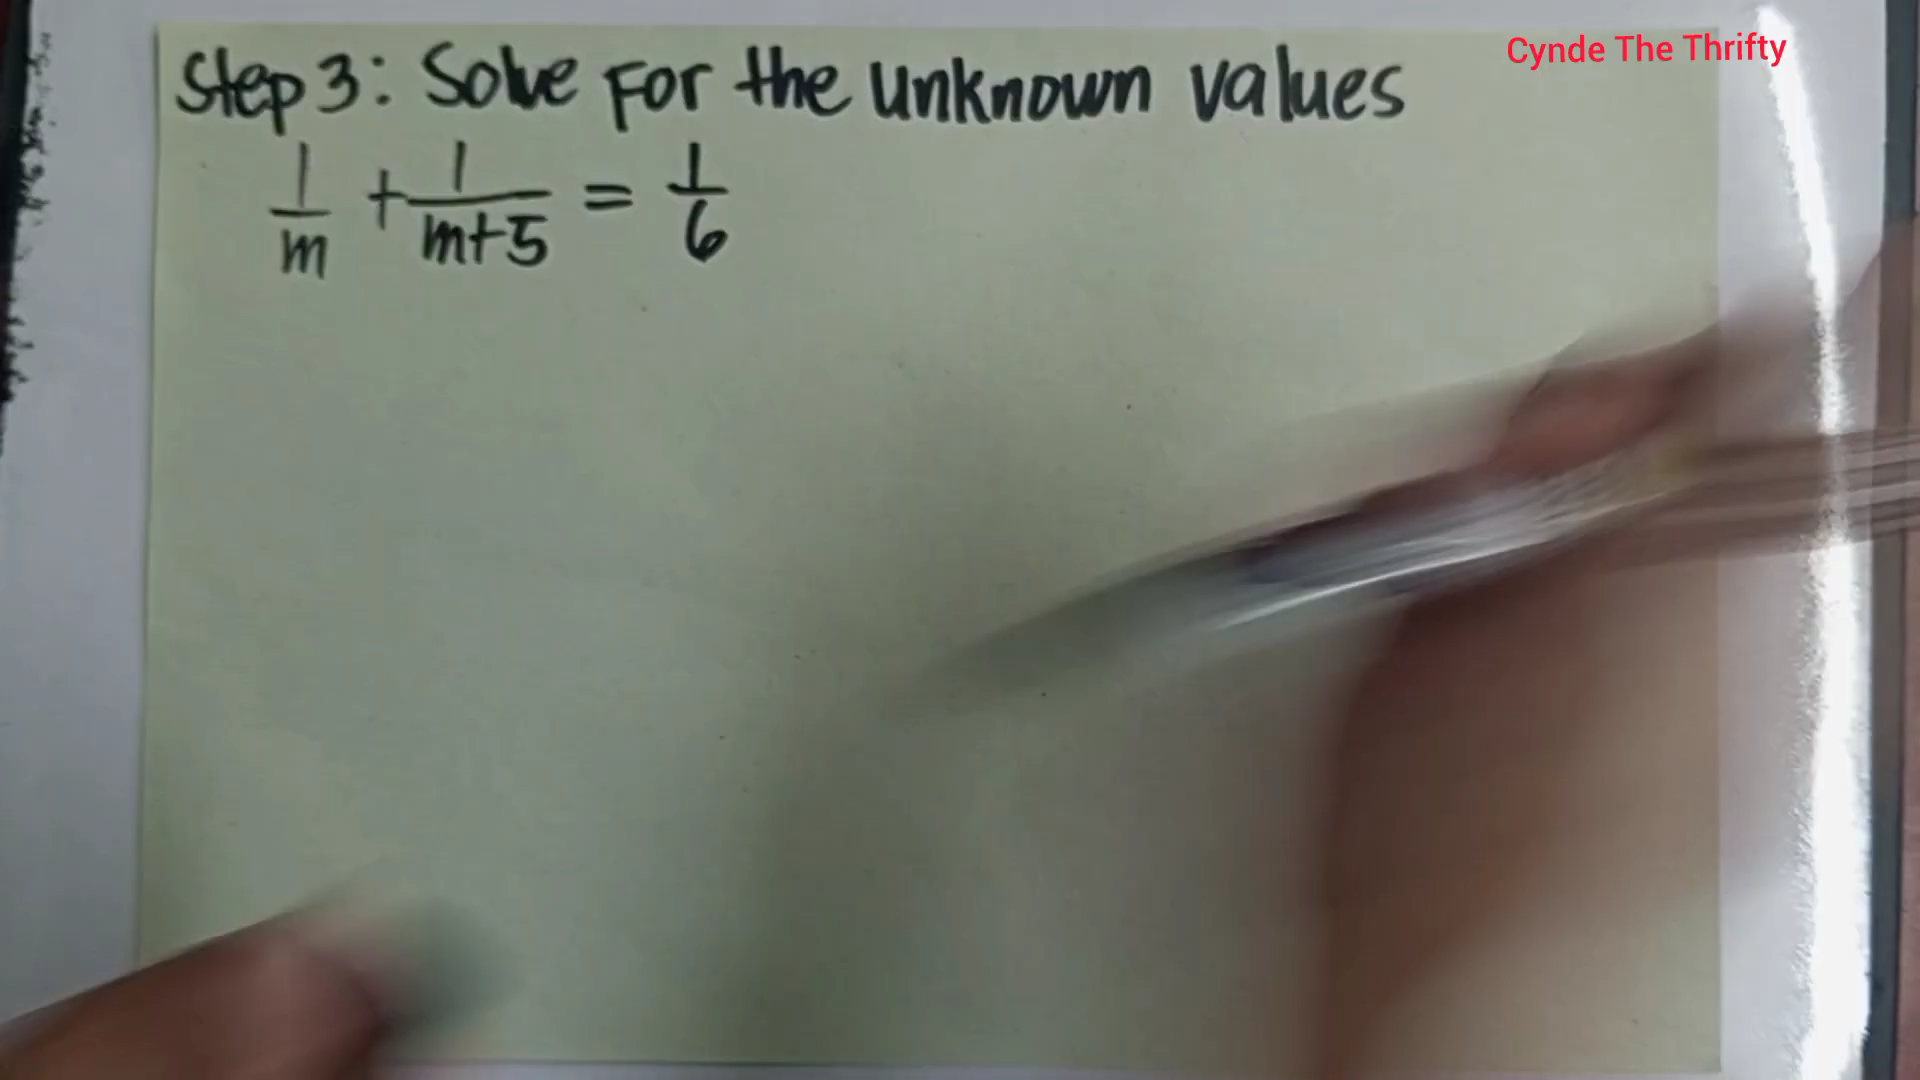 Cynde The Thrifty
Step 3: Solve For the unknown values
1/m + 1/m+5 = 1/6